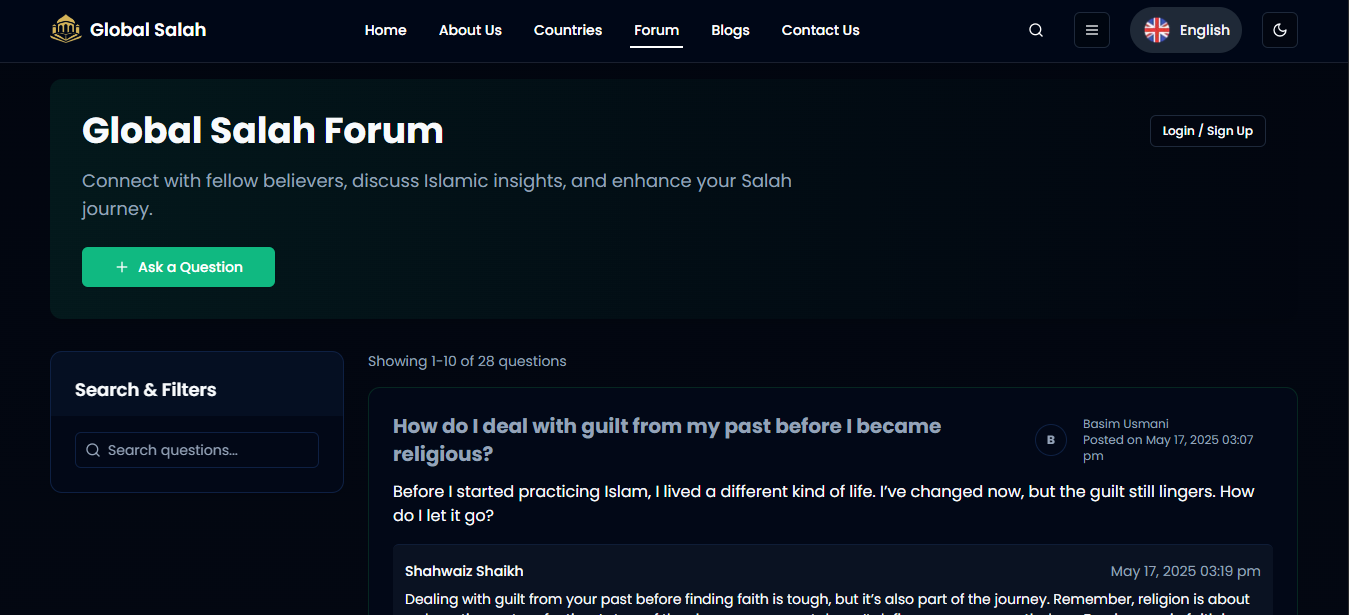 Global Salah
Home About Us Countries Forum Blogs Contact Us
English
Global Salah Forum
Login / Sign Up
Connect with fellow believers, discuss Islamic insights, and enhance your Salah
journey.
+ Ask a Question
Search & Filters
Search questions...
Showing 1-10 of 28 questions
How do I deal with guilt from my past before I became
religious?
B
Basim Usmani
Posted on May 17, 2025 03:07
pm
Before I started practicing Islam, I lived a different kind of life. I’ve changed now, but the guilt still lingers. How
do I let it go?
Shahwaiz Shaikh
May 17, 2025 03:19 pm
Dealing with guilt from your past before finding faith is tough, but it’s also part of the journey. Remember, religion is about